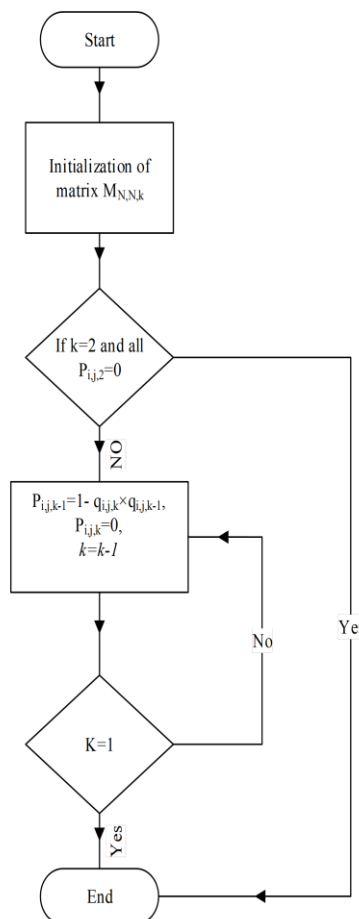 Start
Initialization of
matrix M_{N,N,k}
If k=2 and all
P_{i,j,2}=0
NO
P_{i,j,k-1}=1- q_{i,j,k}×q_{i,j,k-1},
P_{i,j,k}=0,
k=k-1
No
Yes
K=1
Yes
End